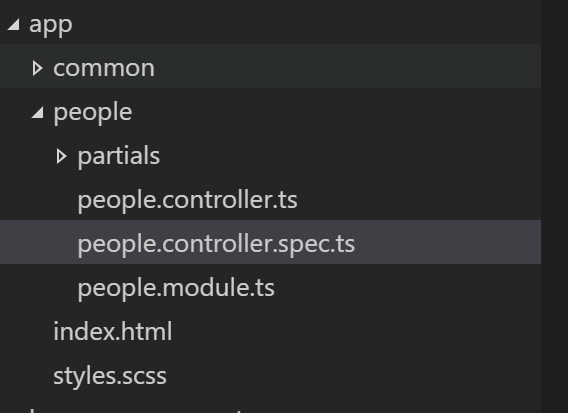 app
common
people
partials
people.controller.ts
people.controller.spec.ts
people.module.ts
index.html
styles.scss